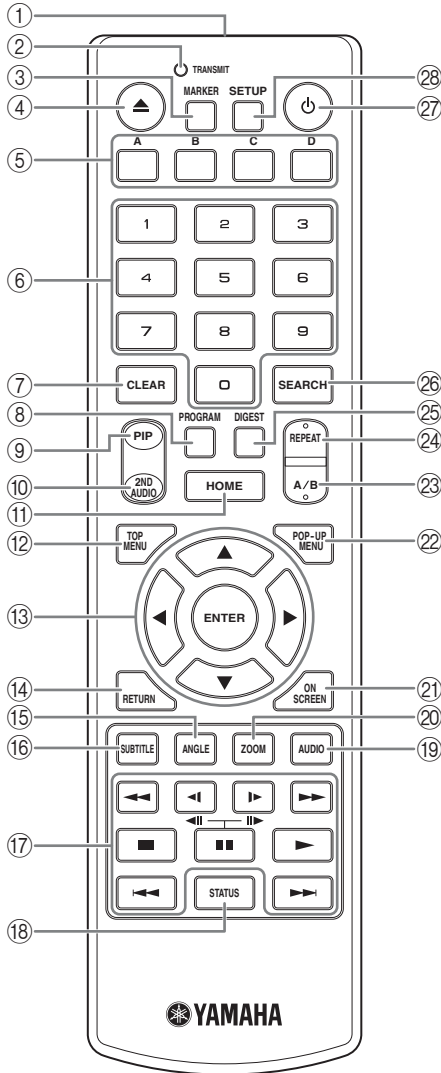 ①
② TRANSMIT
③ MARKER SETUP ㉘
④ ㉗
⑤ A B C D
1 2 3
⑥ 4 5 6
7 8 9
⑦ CLEAR 0 SEARCH ㉖
⑧ PROGRAM DIGEST ㉕
⑨ PIP REPEAT ㉔
⑩ 2ND AUDIO A/B ㉓
⑪ HOME
⑫ TOP MENU POP-UP MENU ㉒
⑬ ENTER
⑭ RETURN ON SCREEN ㉑
⑮ ⑳
⑯ SUBTITLE ANGLE ZOOM AUDIO ⑲
⑰
⑱ STATUS
YAMAHA